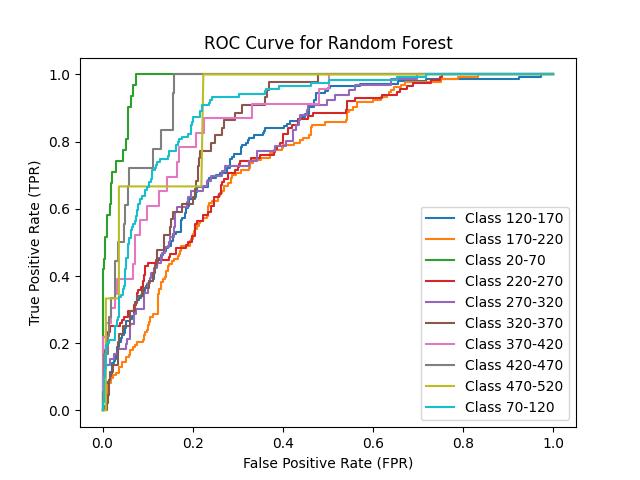 ROC Curve for Random Forest
True Positive Rate (TPR)
1.0
0.8
0.6
0.4
0.2
0.0
0.0 0.2 0.4 0.6 0.8 1.0
False Positive Rate (FPR)
Class 120-170
Class 170-220
Class 20-70
Class 220-270
Class 270-320
Class 320-370
Class 370-420
Class 420-470
Class 470-520
Class 70-120